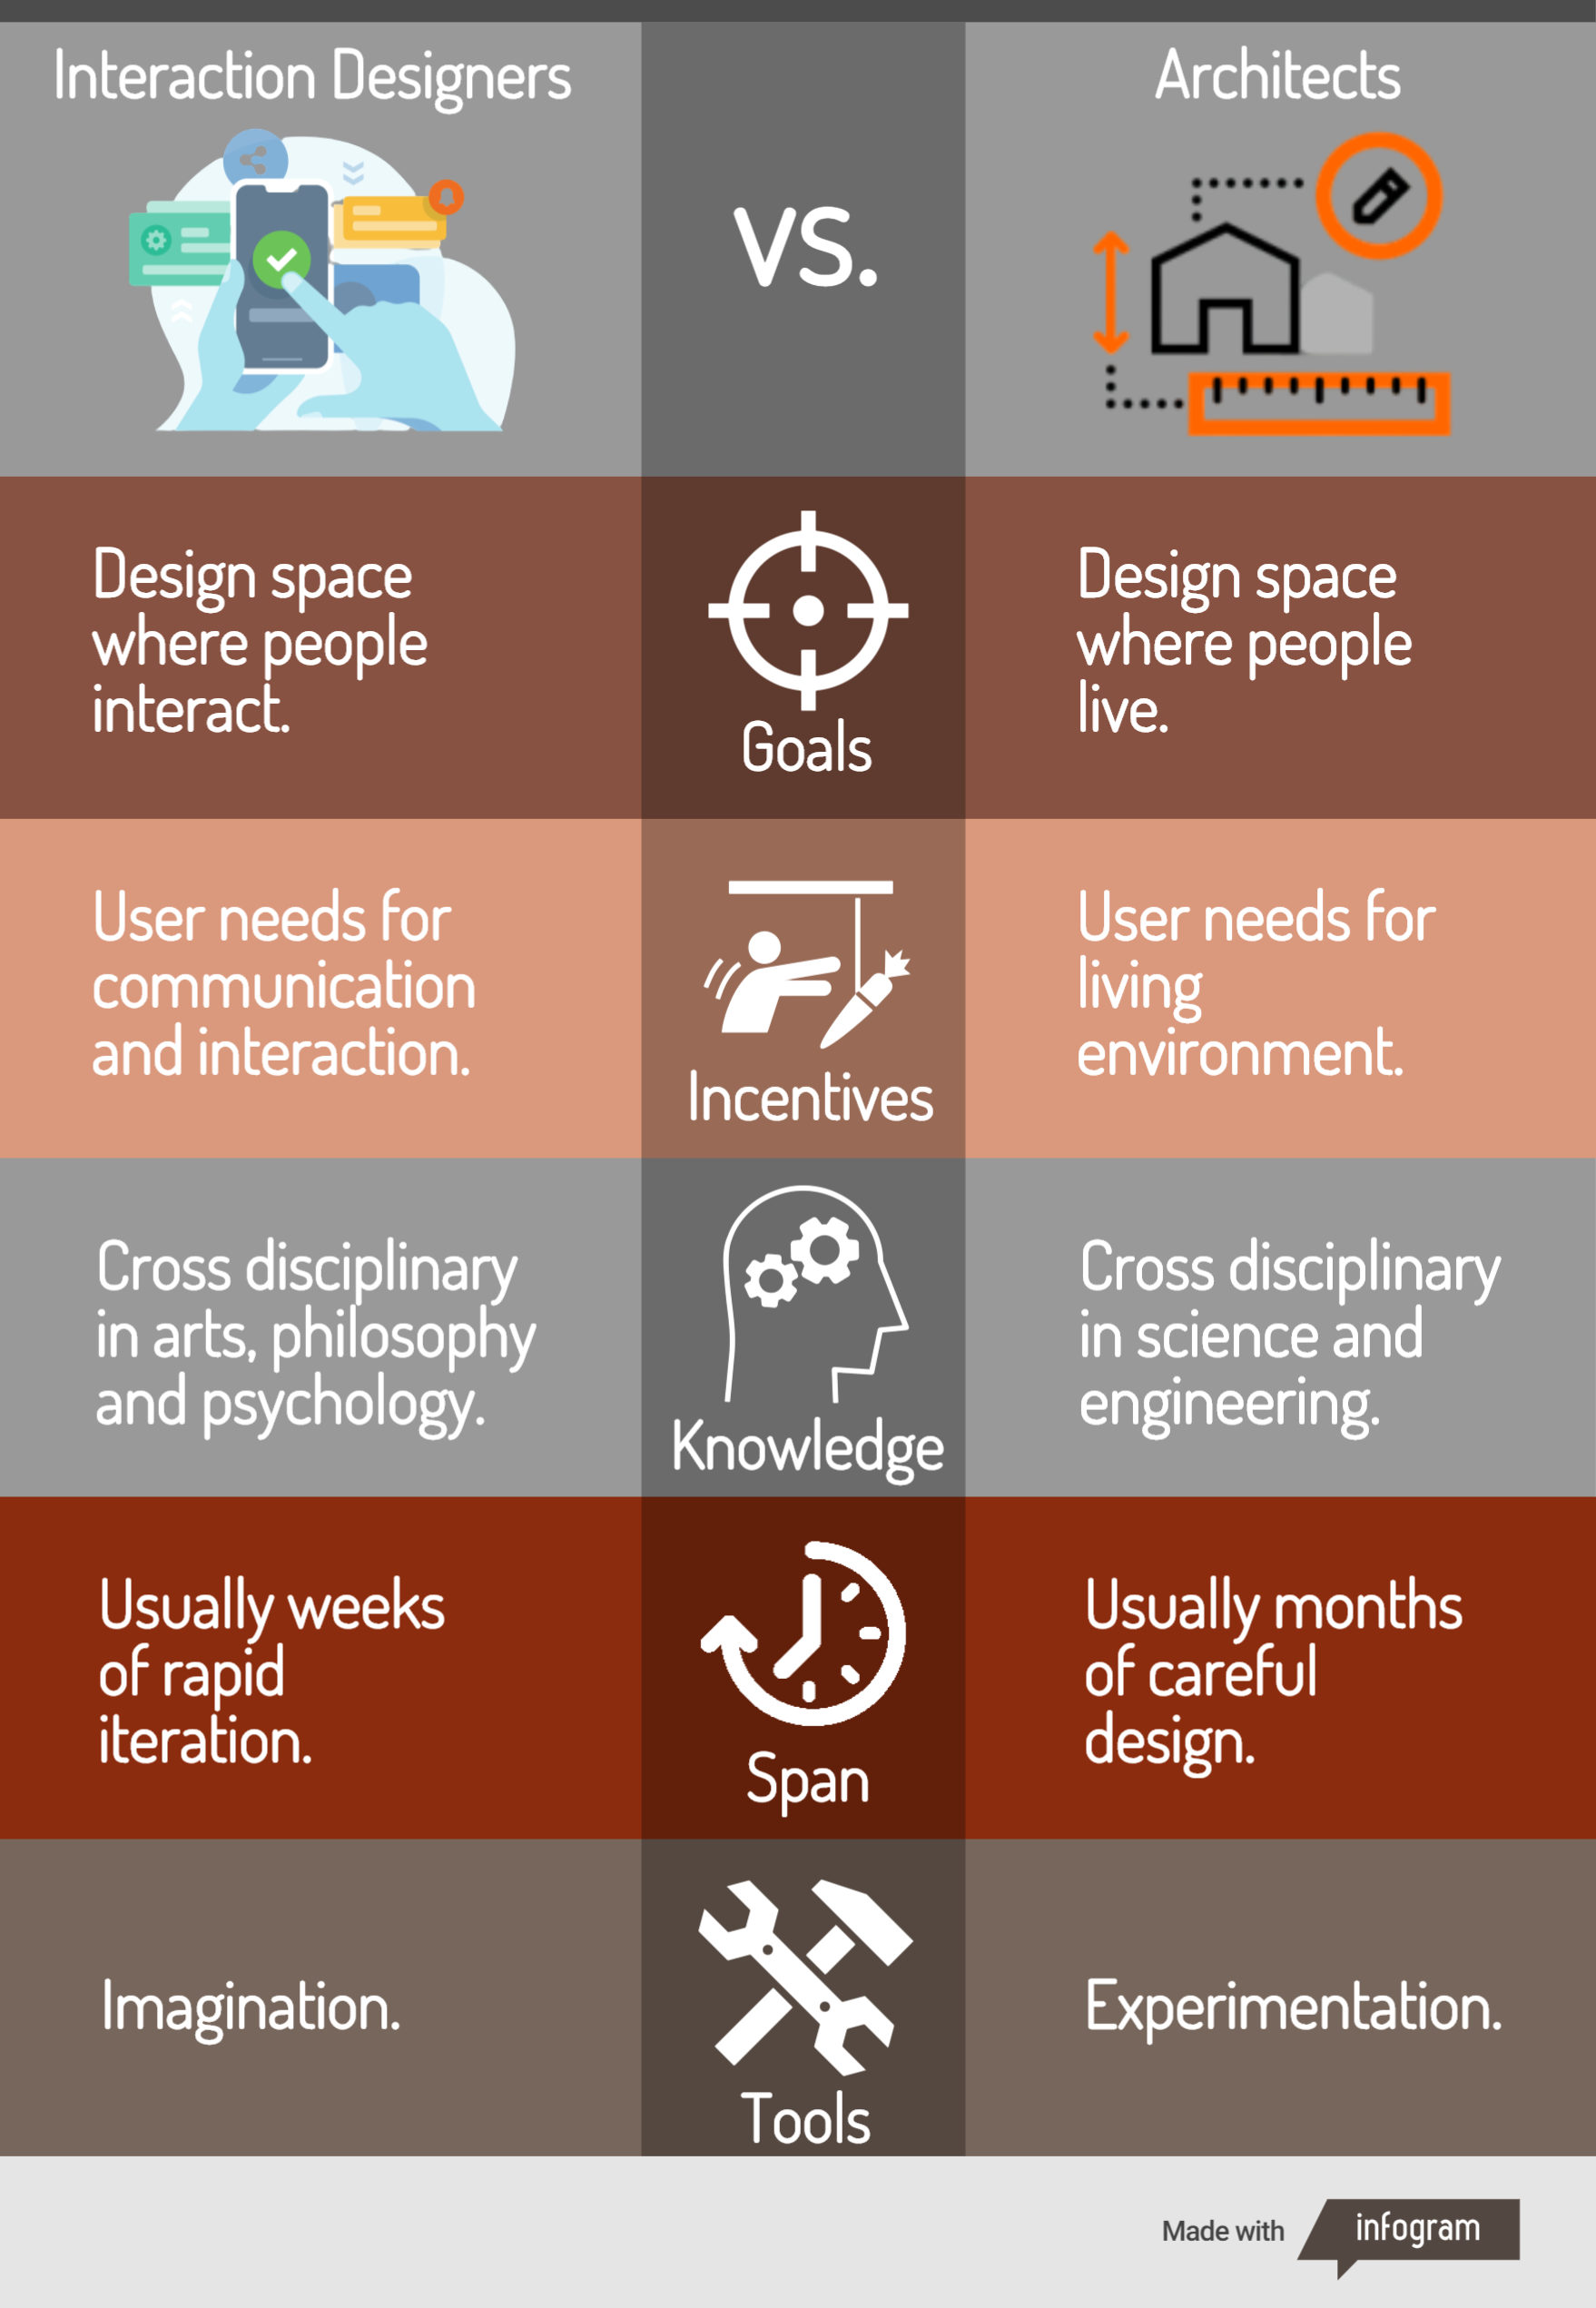 Interaction Designers
vs.
Architects
Design space
where people
interact.
Goals
Design space
where people
live.
User needs for
communication
and interaction.
Incentives
User needs for
living
environment.
Cross disciplinary
in arts, philosophy
and psychology.
Knowledge
Cross disciplinary
in science and
engineering.
Usually weeks
of rapid
iteration.
Span
Usually months
of careful
design.
Imagination.
Tools
Experimentation.
Made with infogram